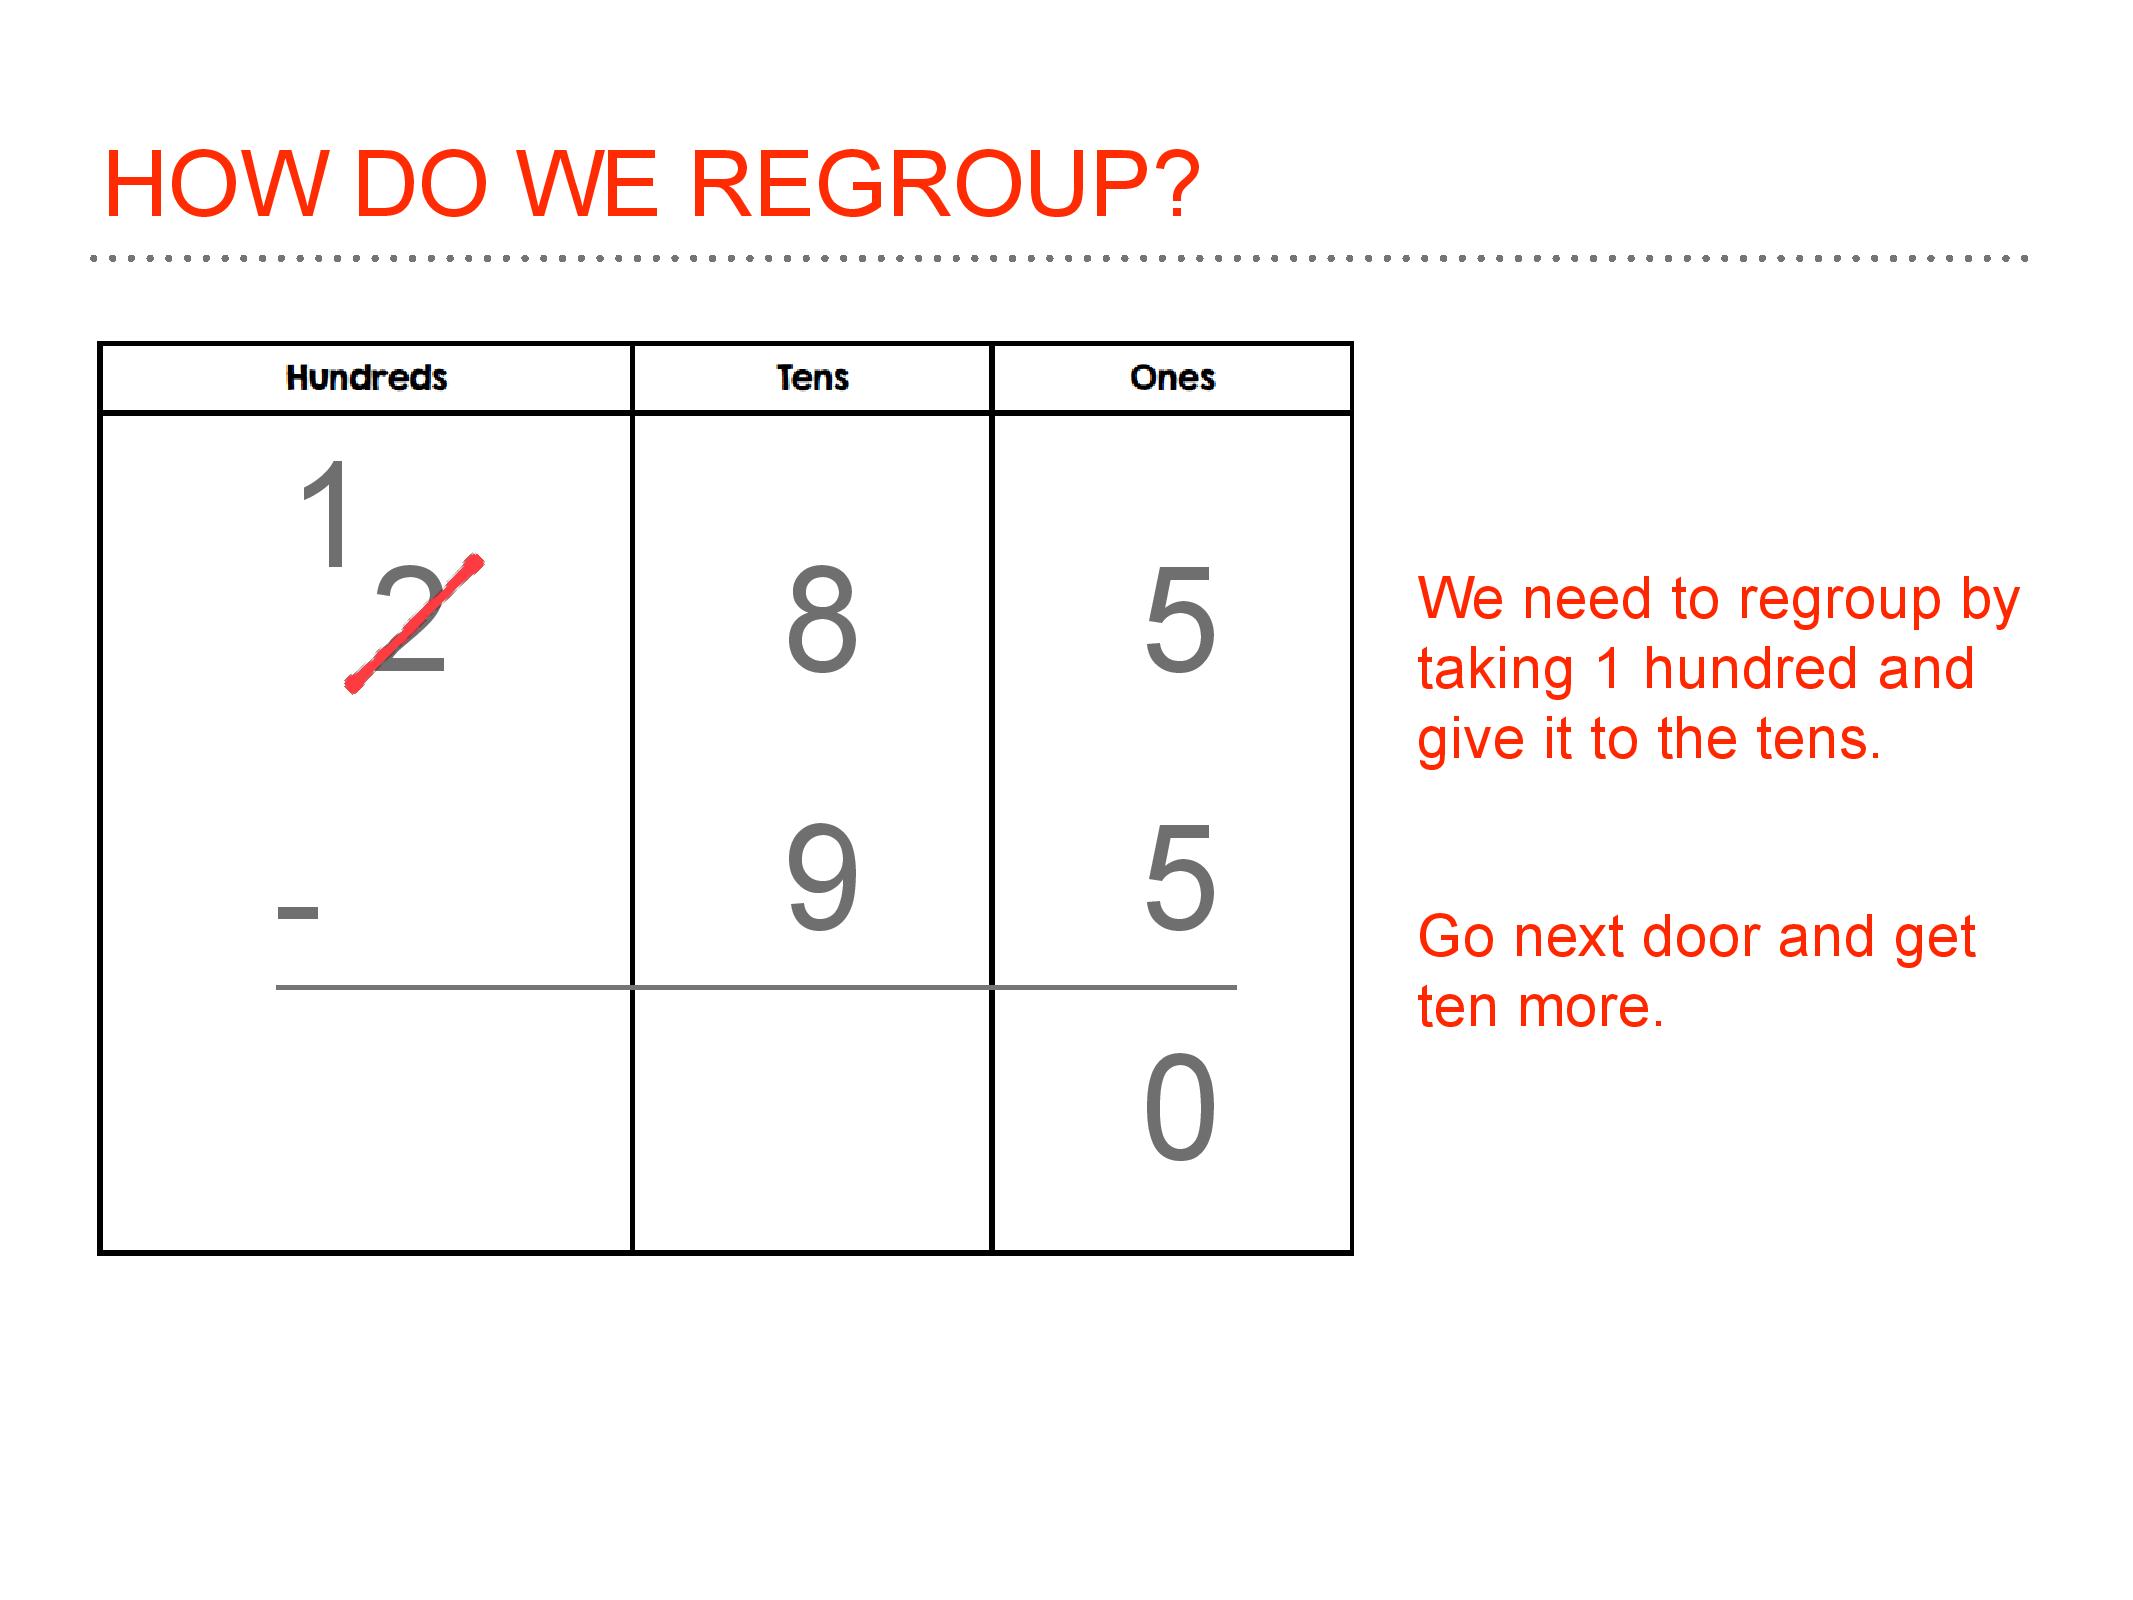 HOW DO WE REGROUP?
Hundreds Tens Ones
1
2 8 5
- 9 5
0
We need to regroup by
taking 1 hundred and
give it to the tens.
Go next door and get
ten more.